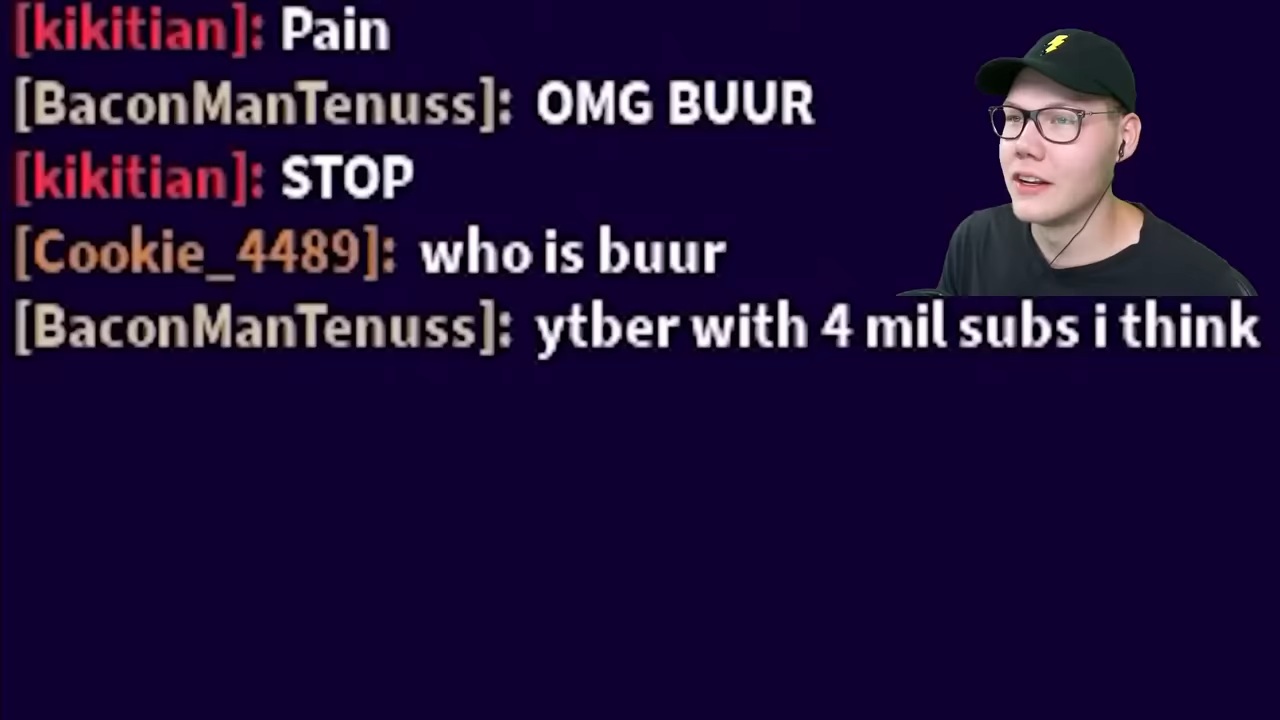 [kikitian]: Pain
[BaconManTenuss]: OMG BUUR
[kikitian]: STOP
[Cookie_4489]: who is buur
[BaconManTenuss]: ytber with 4 mil subs i think